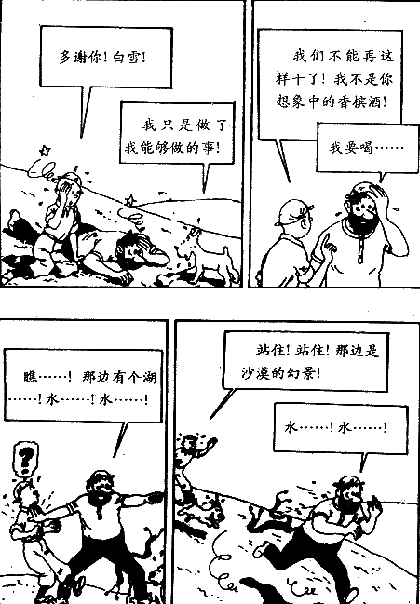 多谢你！白雪！
我只是做了
我能够做的事！
我们不能再这
样干了！我不是你
想象中的香槟酒！
我要喝……
瞧……！那边有个湖
……！水……！水……！
?
站住！站住！那边是
沙漠的幻景！
水……！水……！